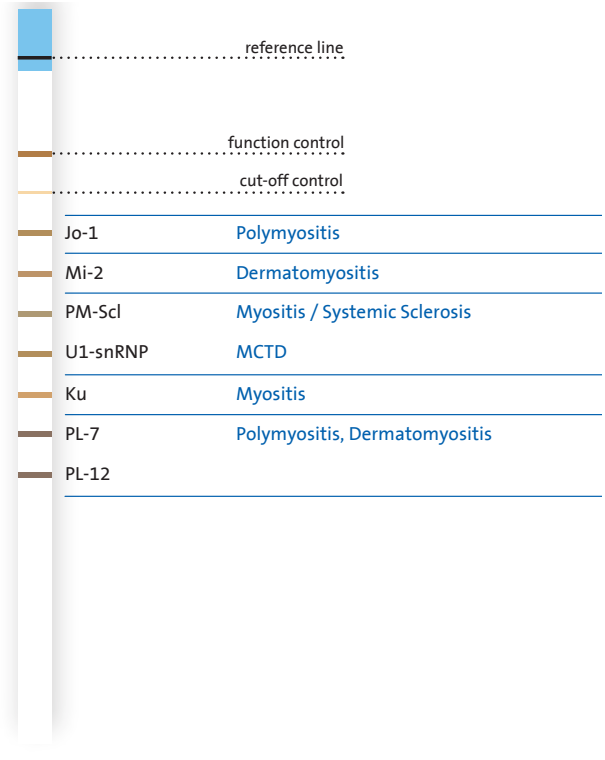 reference line
function control
cut-off control
Jo-1 Polymyositis
Mi-2 Dermatomyositis
PM-Scl Myositis / Systemic Sclerosis
U1-snRNP MCTD
Ku Myositis
PL-7 Polymyositis, Dermatomyositis
PL-12